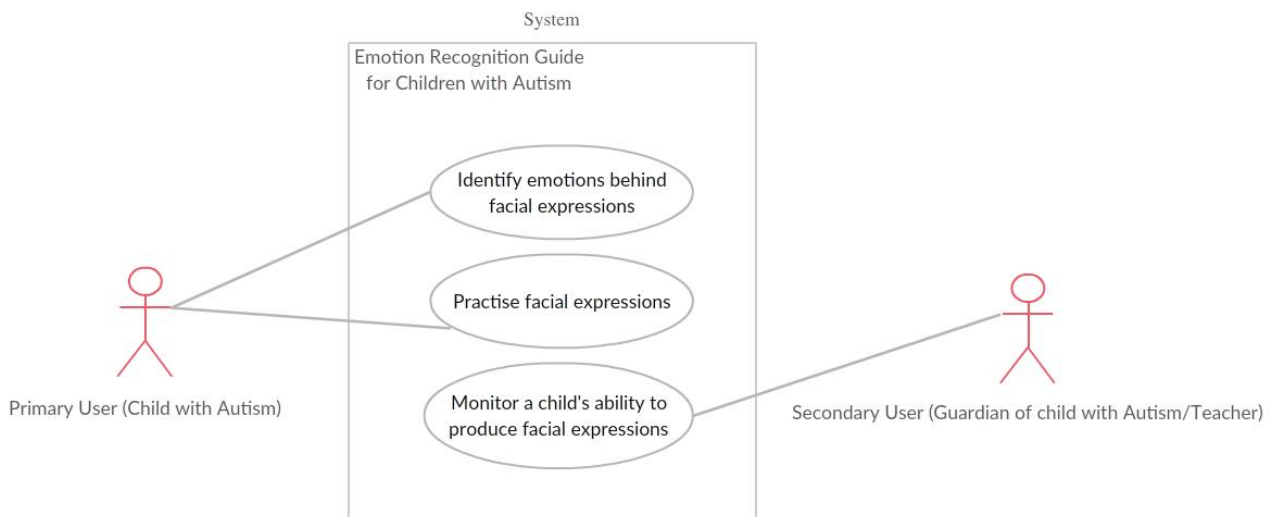 System
Emotion Recognition Guide
for Children with Autism
Identify emotions behind
facial expressions
Practise facial expressions
Monitor a child's ability to
produce facial expressions
Primary User (Child with Autism)
Secondary User (Guardian of child with Autism/Teacher)